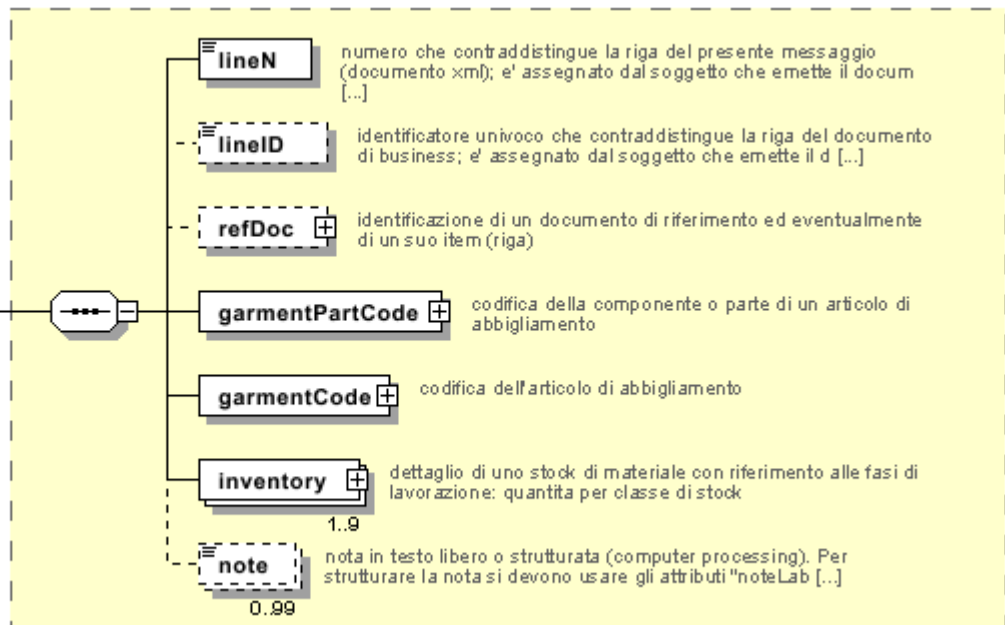 lineN
numero che contraddistingue la riga del presente messaggio
(documento xml); e' assegnato dal soggetto che emette il docum
[...]
lineID
identificatore univoco che contraddistingue la riga del documento
di business; e' assegnato dal soggetto che emette il d [...]
refDoc
identificazione di un documento di riferimento ed eventualmente
di un suo item (riga)
garmentPartCode
codifica della componente o parte di un articolo di
abbigliamento
garmentCode
codifica dell'articolo di abbigliamento
inventory
dettaglio di uno stock di materiale con riferimento alle fasi di
lavorazione: quantita per classe di stock
1..9
note
nota in testo libero o strutturata (computer processing). Per
strutturare la nota si devono usare gli attributi "noteLab [...]
0..99